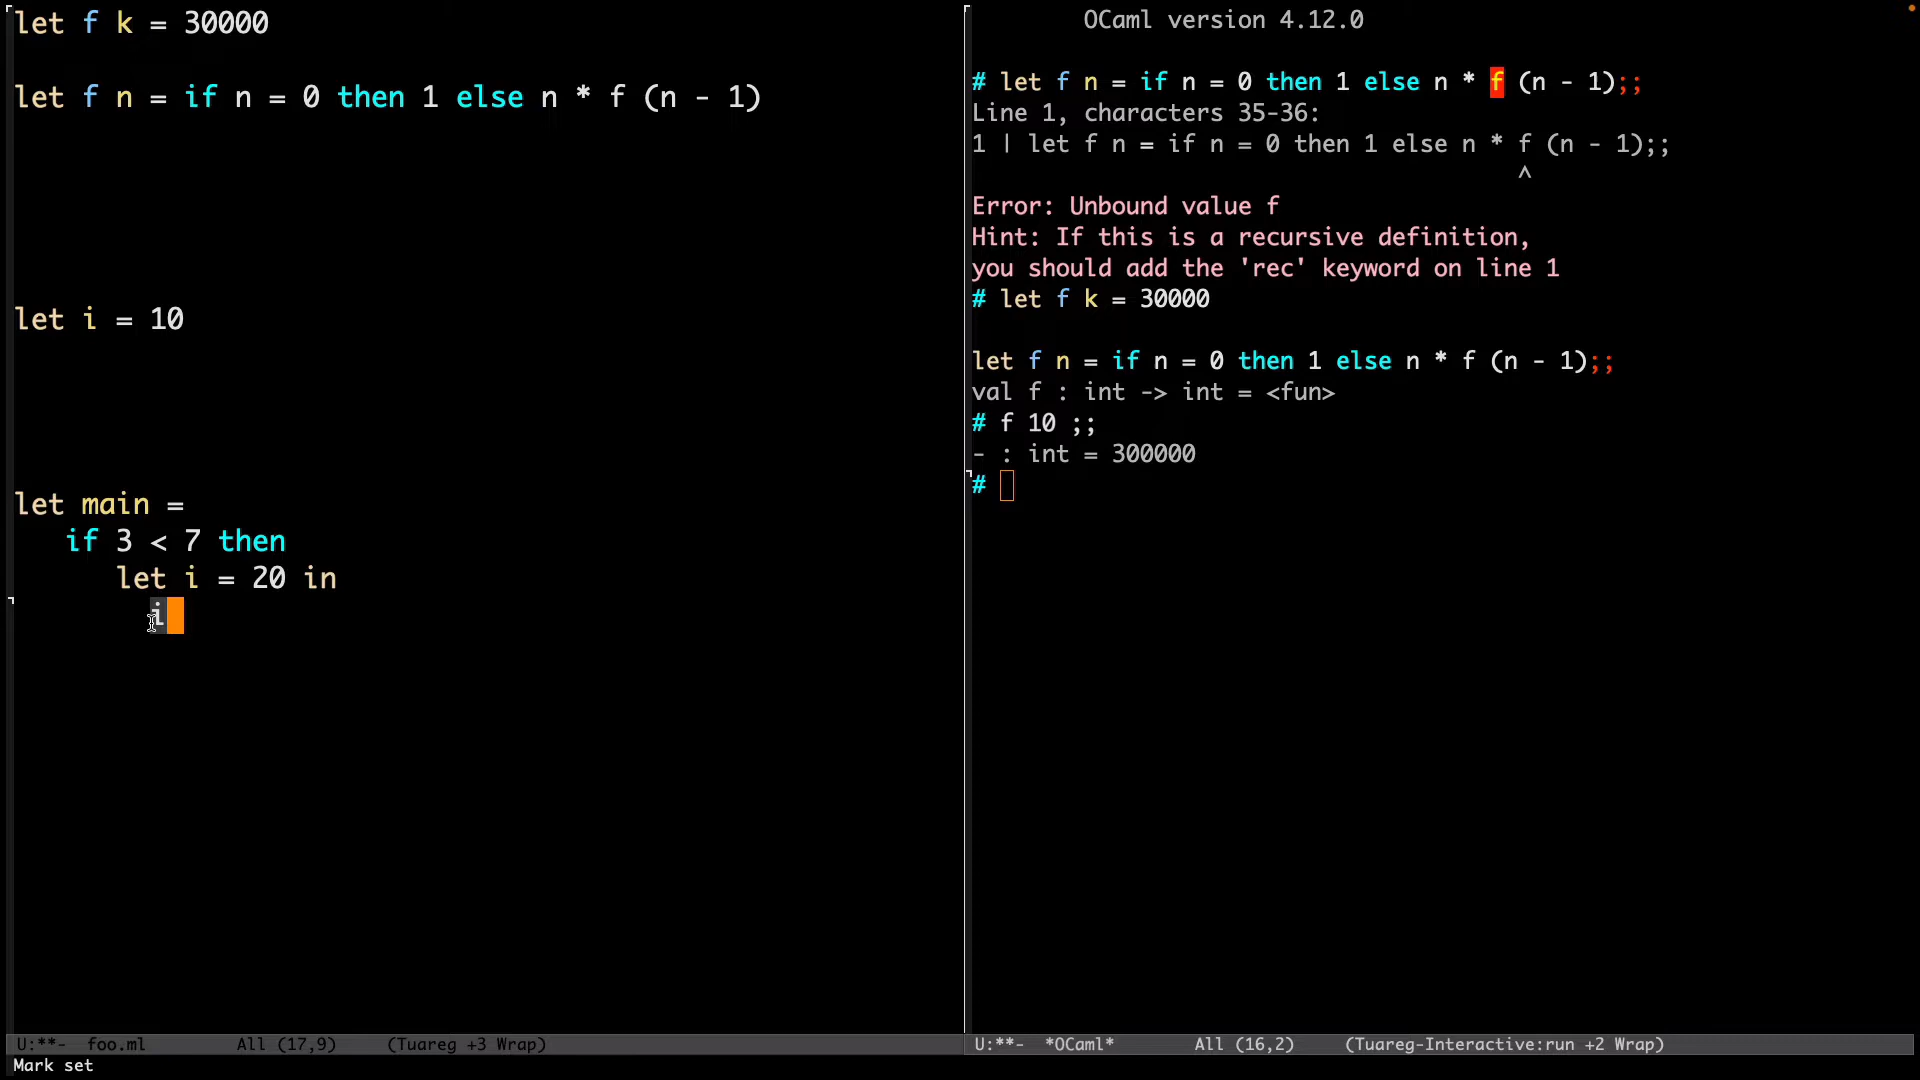 let f k = 30000
let f n = if n = 0 then 1 else n * f (n - 1)
let i = 10
let main =
if 3 < 7 then
let i = 20 in
i
U:**-  foo.ml        All (17,9)     (Tuareg +3 Wrap)
Mark set
OCaml version 4.12.0
# let f n = if n = 0 then 1 else n * f (n - 1);;
Line 1, characters 35-36:
1 | let f n = if n = 0 then 1 else n * f (n - 1);;
^
Error: Unbound value f
Hint: If this is a recursive definition,
you should add the 'rec' keyword on line 1
# let f k = 30000
let f n = if n = 0 then 1 else n * f (n - 1);;
val f : int -> int = <fun>
# f 10 ;;
- : int = 300000
#
U:**-  *OCaml*       All (16,2)     (Tuareg-Interactive:run +2 Wrap)